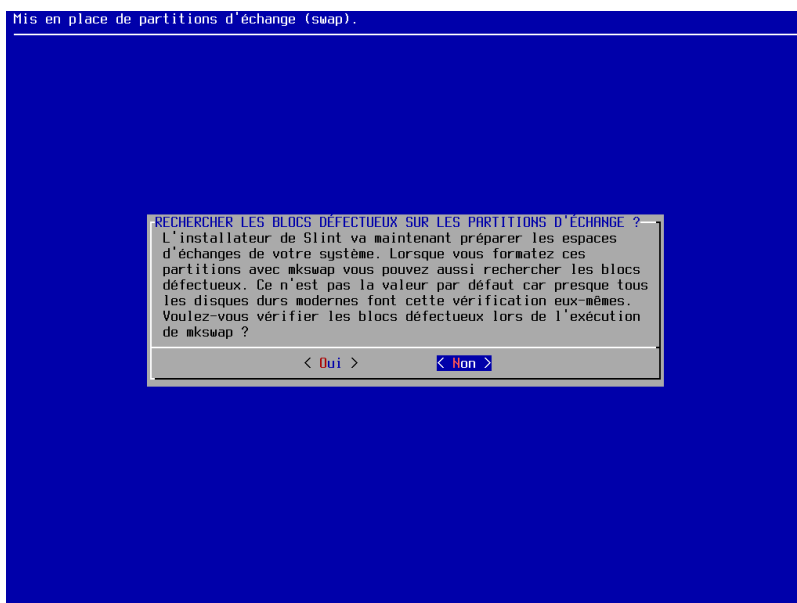 Mis en place de partitions d'échange (swap).
RECHERCHER LES BLOCS DÉFECTUEUX SUR LES PARTITIONS D'ÉCHANGE ?
L'installateur de Slint va maintenant préparer les espaces
d'échanges de votre système. Lorsque vous formatez ces
partitions avec mkswap vous pouvez aussi rechercher les blocs
défectueux. Ce n'est pas la valeur par défaut car presque tous
les disques durs modernes font cette vérification eux-mêmes.
Voulez-vous vérifier les blocs défectueux lors de l'exécution
de mkswap ?
< Oui > < Non >